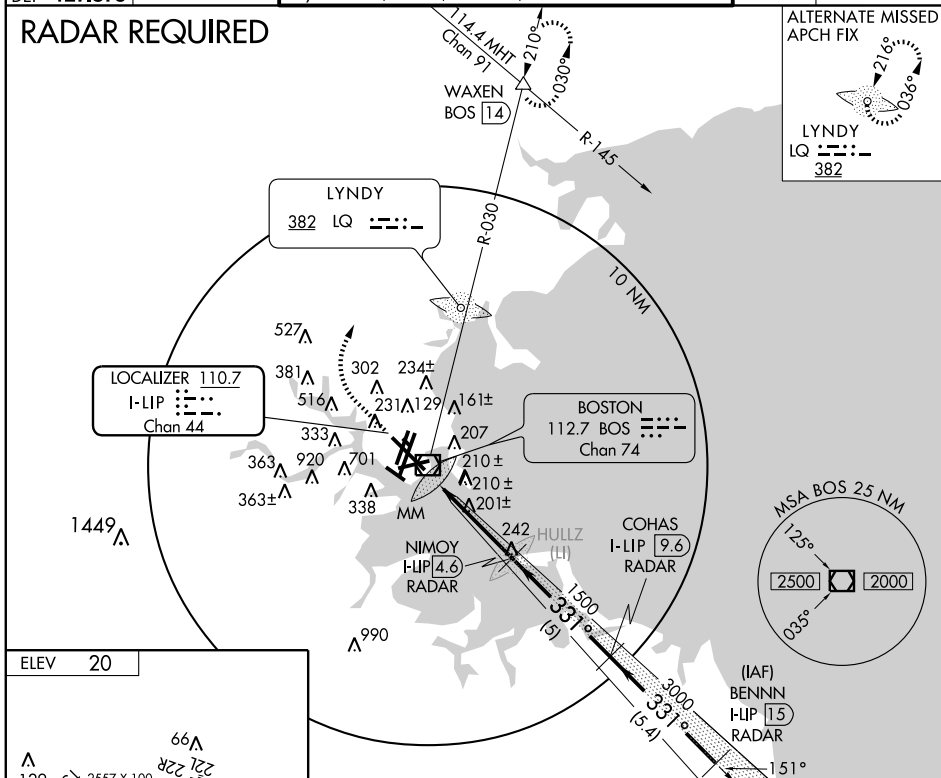 RADAR REQUIRED
114.4 MHT
Chan 91
210°
030°
WAXEN
BOS 14
R-145
R-030
ALTERNATE MISSED
APCH FIX
216°
036°
LYNDY
LQ
382
LYNDY
382 LQ
10 NM
527
381
302
234±
516
231
129
161±
LOCALIZER 110.7
I-LIP
Chan 44
BOSTON
112.7 BOS
Chan 74
333
207
363
920
701
210±
210±
363±
338
201±
MM
1449
242
HULLZ
(LI)
NIMOY
I-LIP 4.6
RADAR
COHAS
I-LIP 9.6
RADAR
MSA BOS 25 NM
125°
2500
2000
035°
1500
331°
(5)
990
3000
331°
(5.4)
(IAF)
BENNN
I-LIP 15
RADAR
151°
ELEV 20
66
22R
22L
2557 X 100